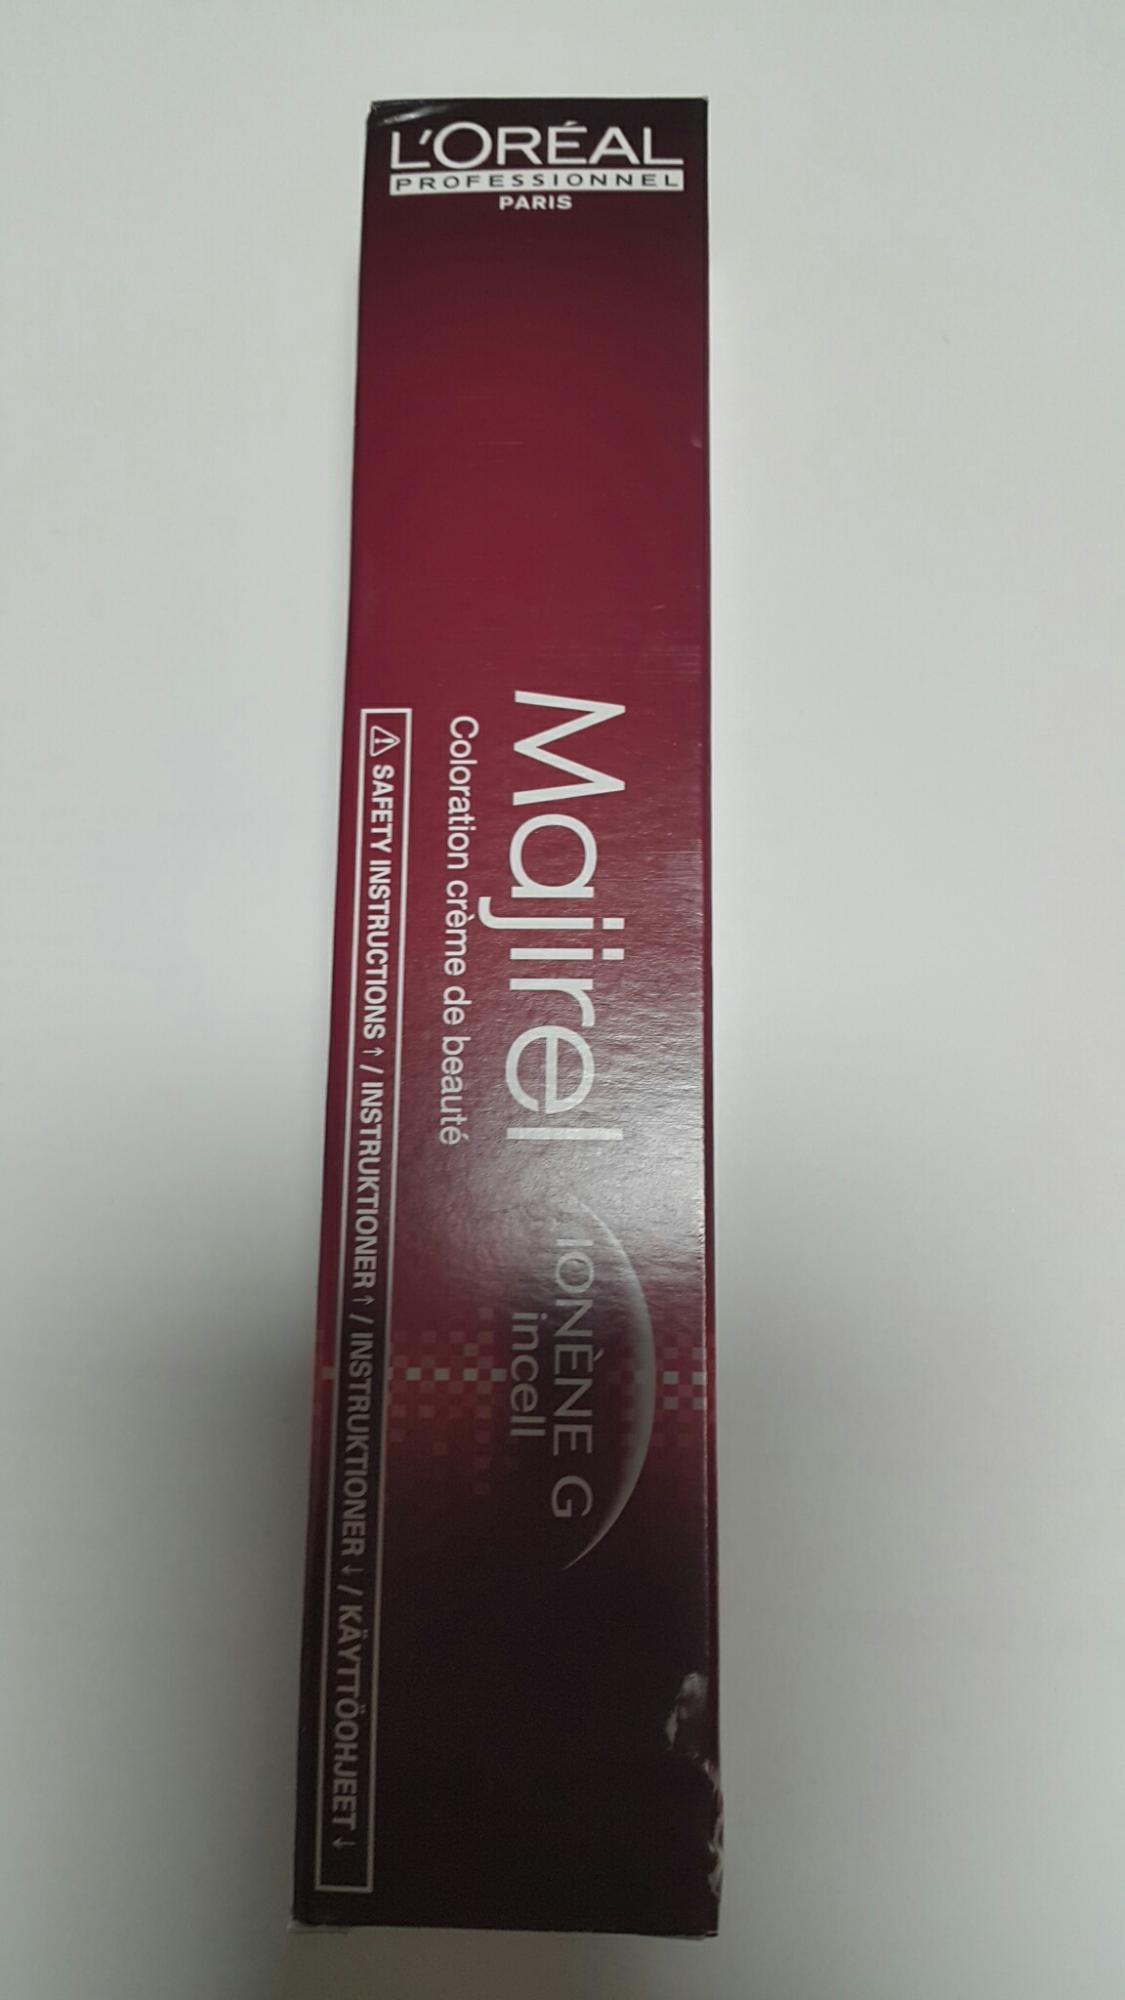 L'ORÉAL
PROFESSIONNEL
PARIS
Majirel
Coloration crème de beauté
IONÈNE G
incell
⚠ SAFETY INSTRUCTIONS ↑ / INSTRUKTIONER ↑ / INSTRUKTIONER ↓ / KÄYTTÖOHJEET ↓